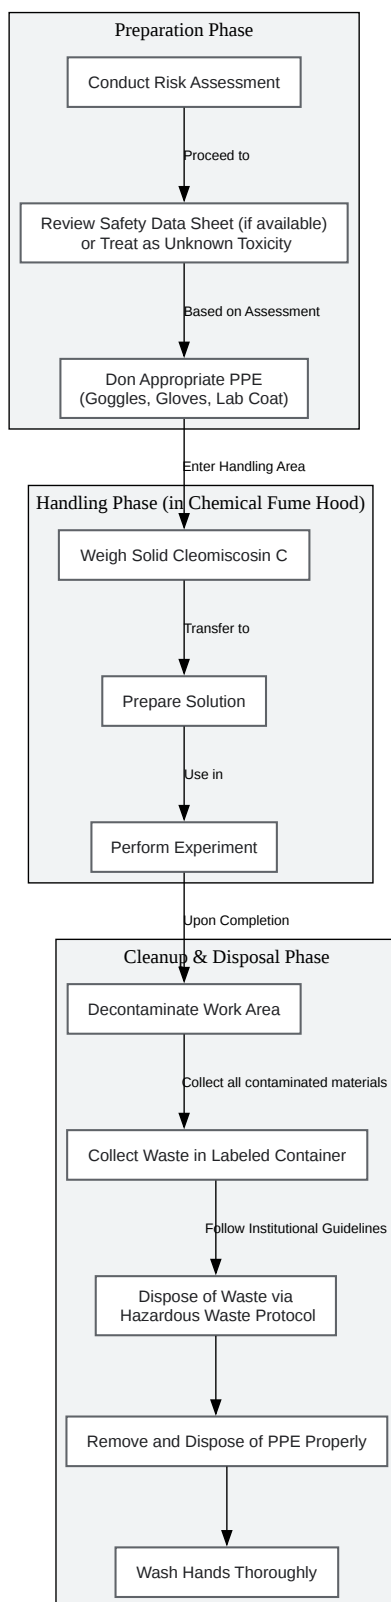 Preparation Phase
Conduct Risk Assessment
Proceed to
Review Safety Data Sheet (if available)
or Treat as Unknown Toxicity
Based on Assessment
Don Appropriate PPE
(Goggles, Gloves, Lab Coat)
Enter Handling Area
Handling Phase (in Chemical Fume Hood)
Weigh Solid Cleomiscosin C
Transfer to
Prepare Solution
Use in
Perform Experiment
Upon Completion
Cleanup & Disposal Phase
Decontaminate Work Area
Collect all contaminated materials
Collect Waste in Labeled Container
Follow Institutional Guidelines
Dispose of Waste via
Hazardous Waste Protocol
Remove and Dispose of PPE Properly
Wash Hands Thoroughly